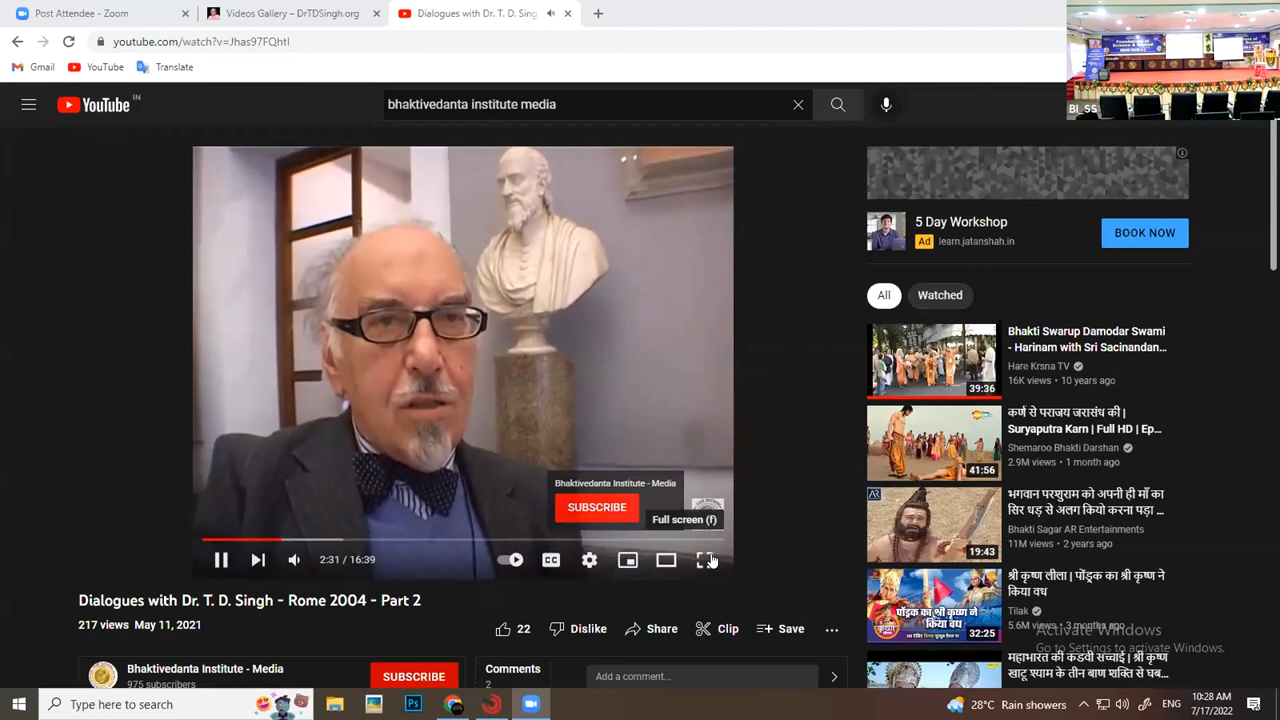 Post Attendee - Zoom
Videos Gallery – DrTDSingh.org
Dialogues with Dr. T. D. Sing
youtube.com/watch?v=Jhas97FQhtI
Gmail
YouTube
Translate
BI_SS
YouTube IN
bhaktivedanta institute media
5 Day Workshop
Ad learn.jatanshah.in
BOOK NOW
All
Watched
Bhakti Swarup Damodar Swami
- Harinam with Sri Sacinandan...
Hare Krsna TV
16K views • 10 years ago
39:36
कर्ण से पराजय जरासंध की |
Suryaputra Karn | Full HD | Ep...
Shemaroo Bhakti Darshan
2.9M views • 1 month ago
41:56
भगवान परशुराम को अपनी ही माँ का
सिर धड़ से अलग कियो करना पड़ा ...
Bhakti Sagar AR Entertainments
11M views • 2 years ago
AR
19:43
श्री कृष्ण लीला | पोंड्रक का श्री कृष्ण ने
किया वध
Tilak
5.6M views • 3 months ago
पोंड्रक का श्री कृष्ण
ने किया वध
32:25
महाभारत की कडवी सच्चाई | श्री कृष्ण
खाटू श्याम के तीन बाण शक्ति से घब...
Bhaktivedanta Institute - Media
SUBSCRIBE
Full screen (f)
2:31 / 16:39
CC
Dialogues with Dr. T. D. Singh - Rome 2004 - Part 2
217 views May 11, 2021
22
Dislike
Share
Clip
Save
Bhaktivedanta Institute - Media
975 subscribers
SUBSCRIBE
Comments
2
Add a comment...
Activate Windows
Go to Settings to activate Windows.
Type here to search
Ps
28°C Rain showers
ENG
10:28 AM
7/17/2022